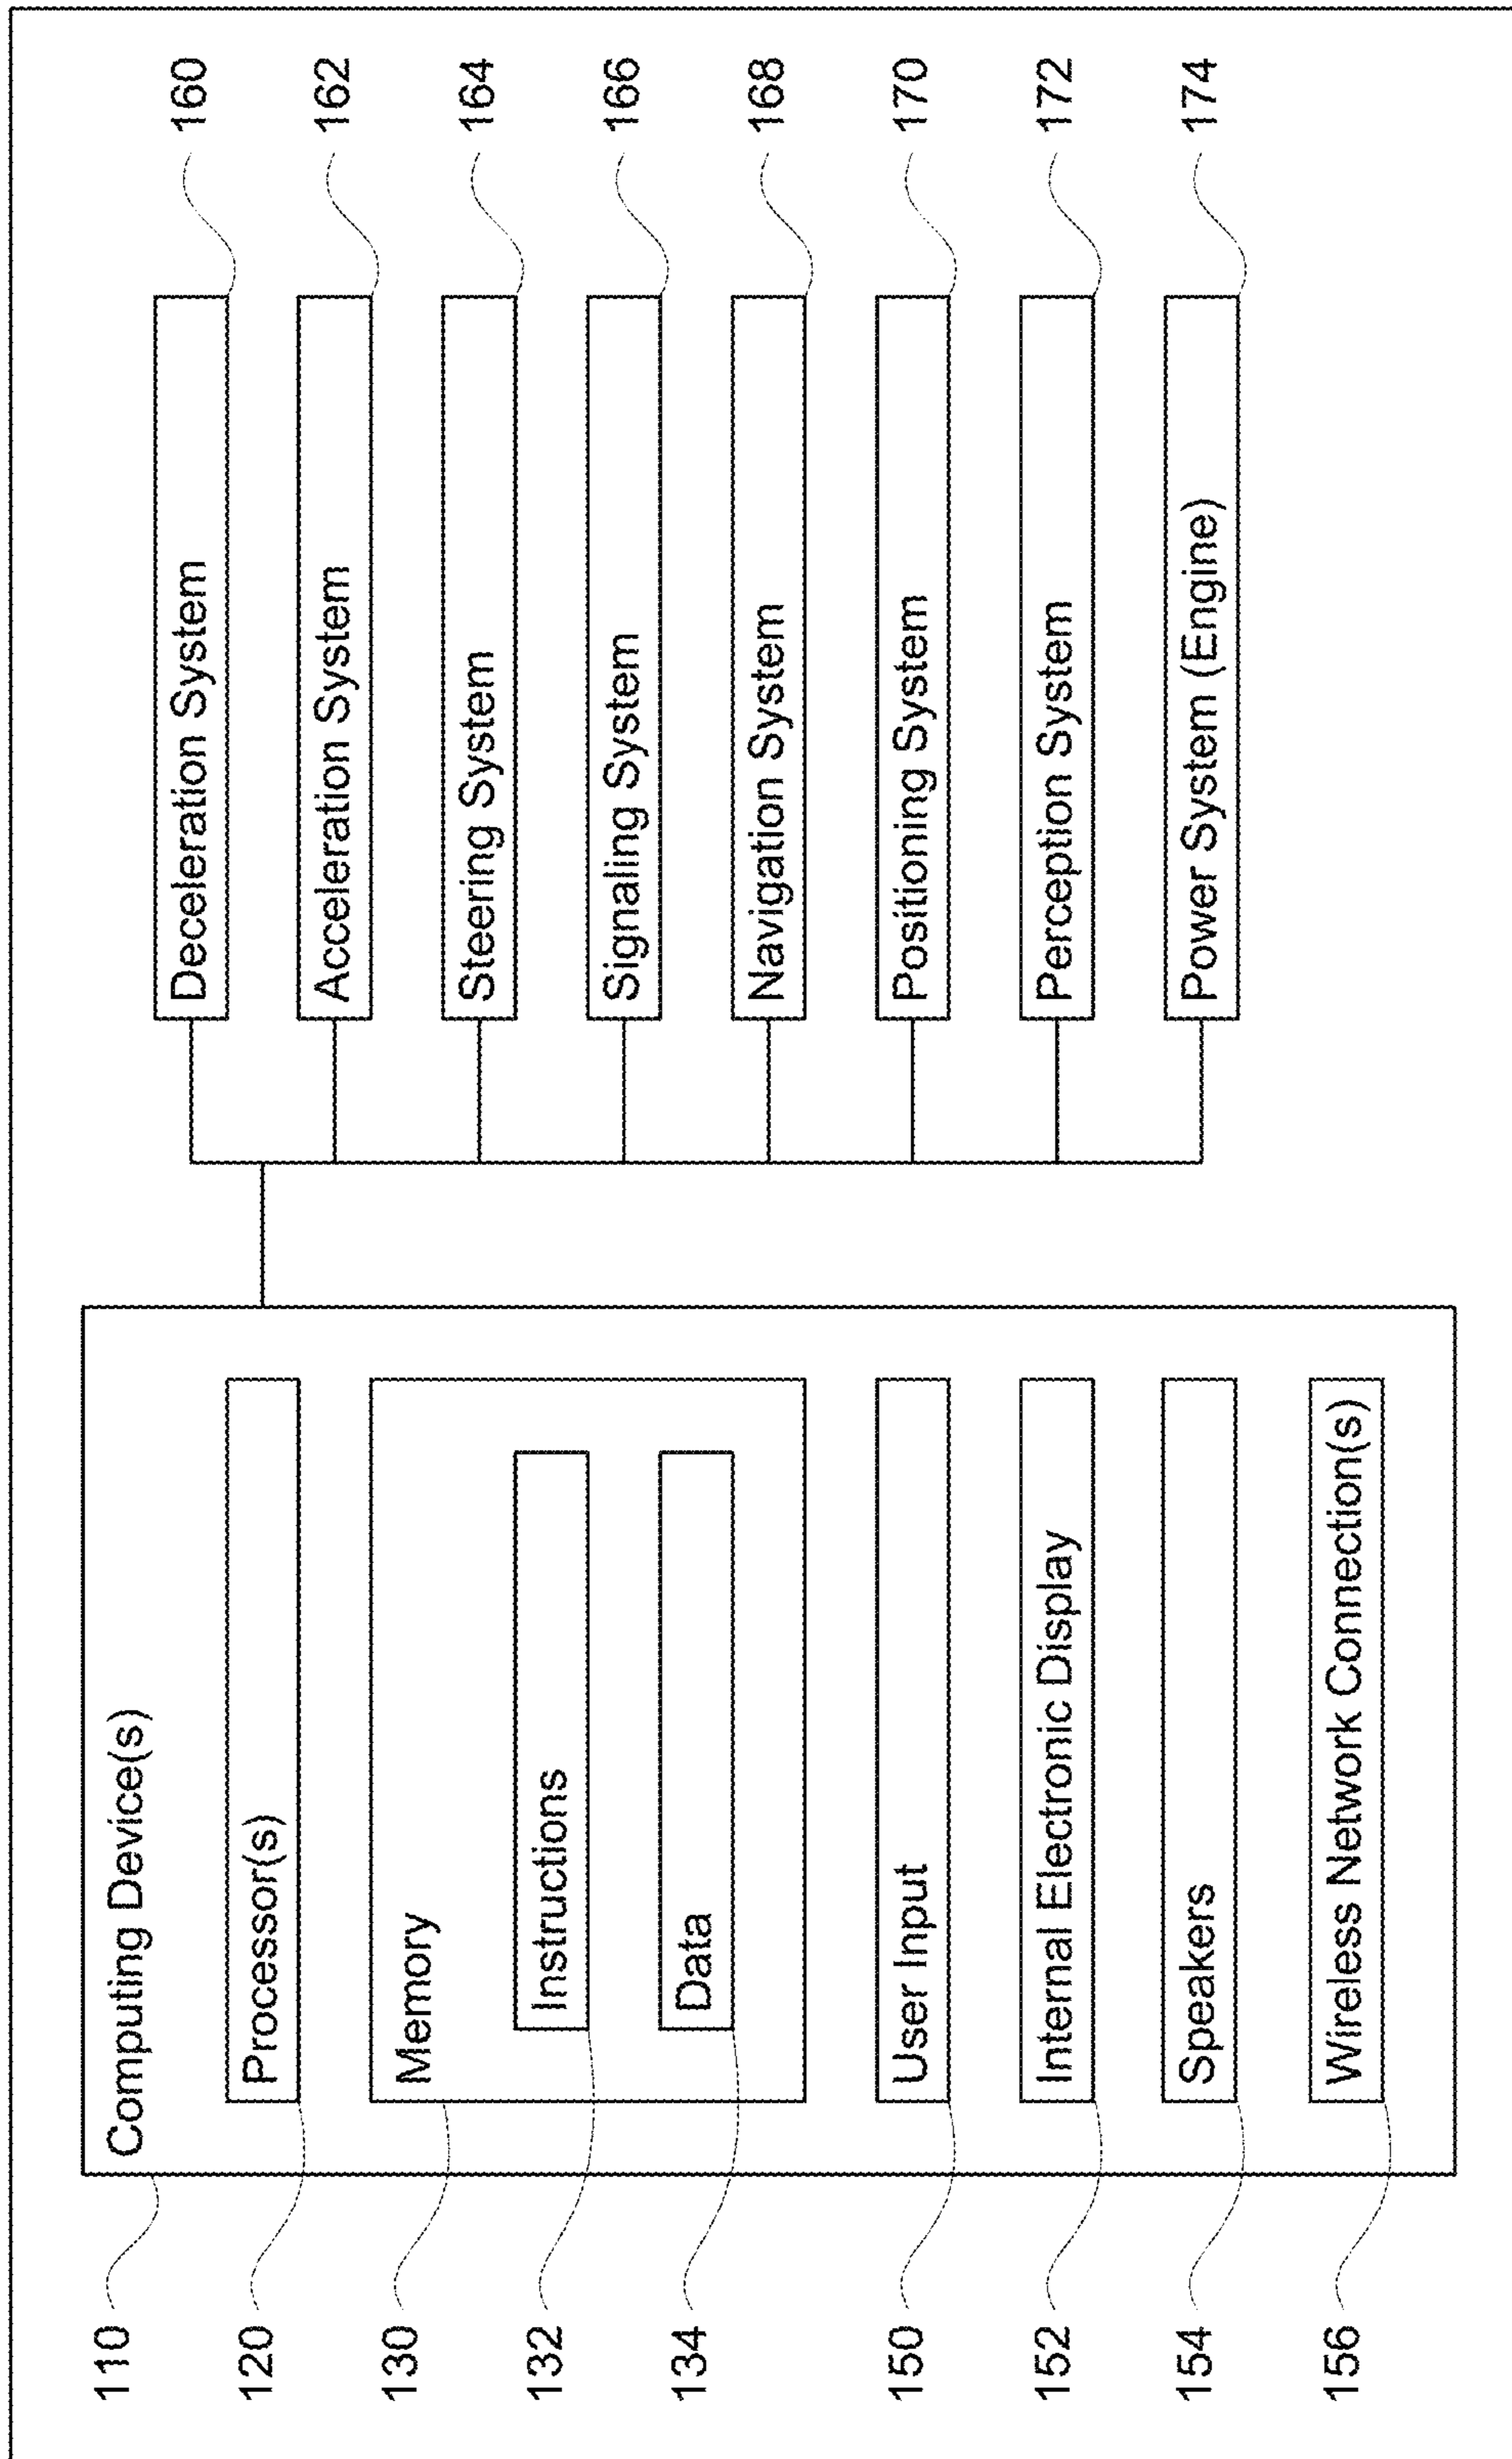 110
Computing Device(s)
120
Processor(s)
130
Memory
132
Instructions
134
Data
150
User Input
152
Internal Electronic Display
154
Speakers
156
Wireless Network Connection(s)
Deceleration System
160
Acceleration System
162
Steering System
164
Signaling System
166
Navigation System
168
Positioning System
170
Perception System
172
Power System (Engine)
174